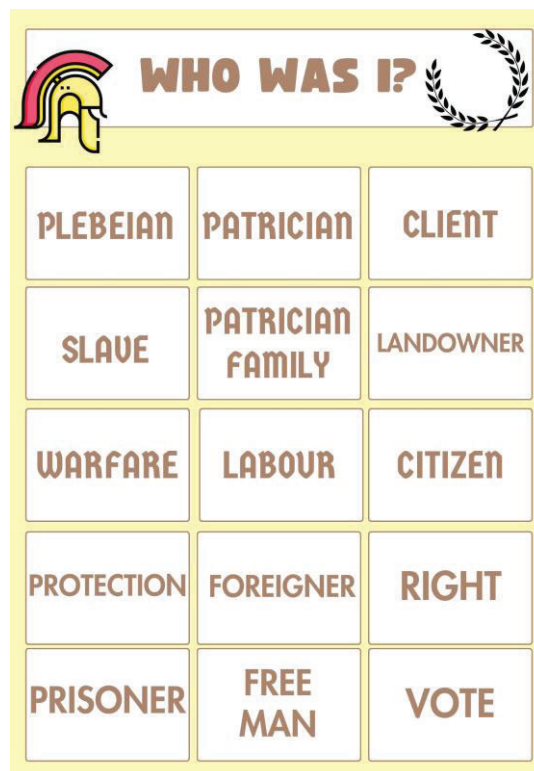 WHO WAS I?
PLEBEIAN
PATRICIAN
CLIENT
SLAVE
PATRICIAN
FAMILY
LANDOWNER
WARFARE
LABOUR
CITIZEN
PROTECTION
FOREIGNER
RIGHT
PRISONER
FREE
MAN
VOTE